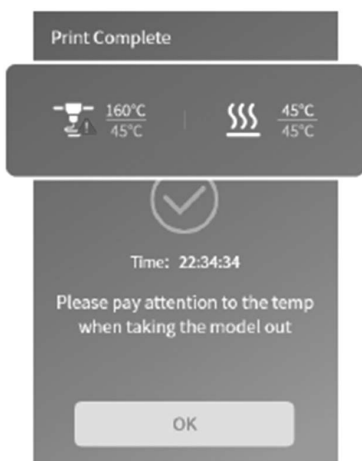 Print Complete
160°C
45°C
45°C
45°C
Time: 22:34:34
Please pay attention to the temp
when taking the model out
OK